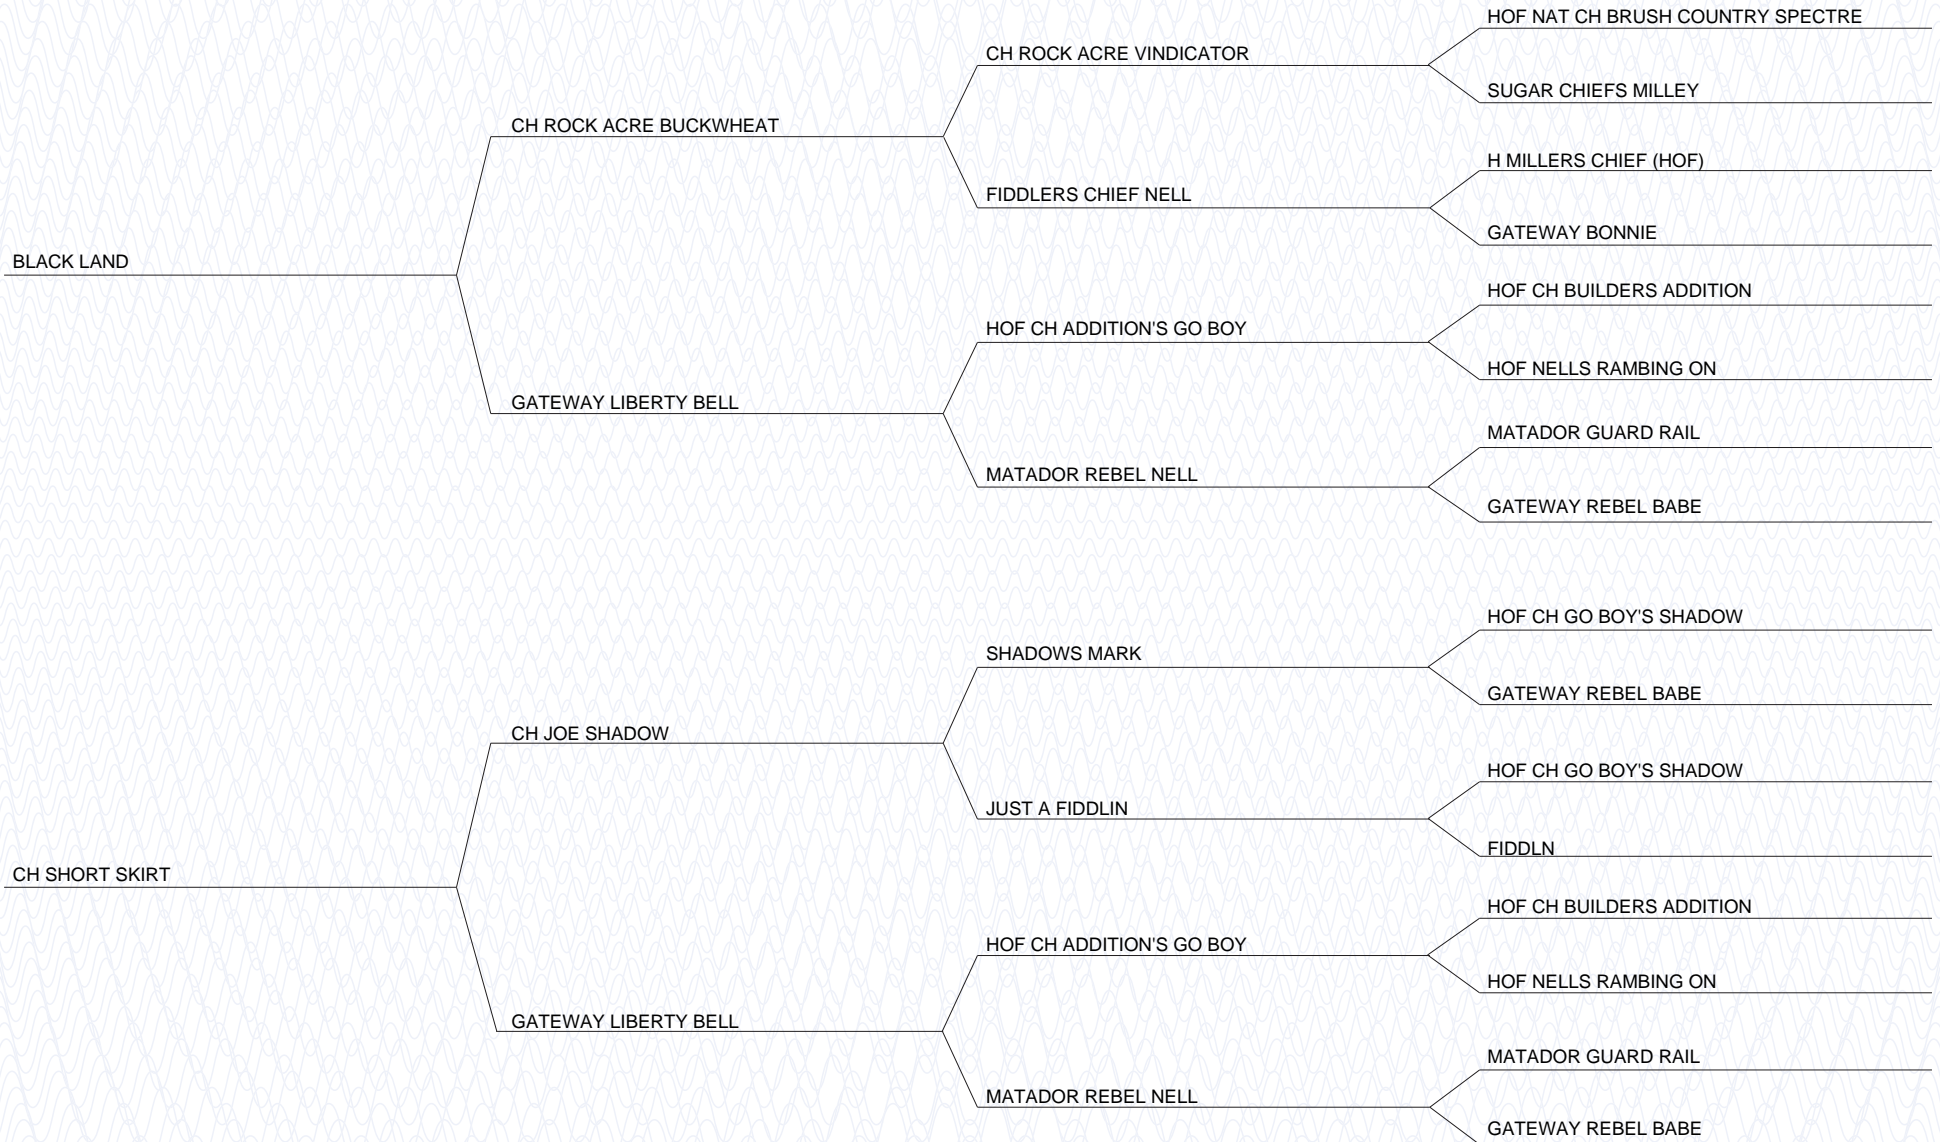 HOF NAT CH BRUSH COUNTRY SPECTRE
CH ROCK ACRE VINDICATOR
SUGAR CHIEFS MILLEY
CH ROCK ACRE BUCKWHEAT
H MILLERS CHIEF (HOF)
FIDDLERS CHIEF NELL
GATEWAY BONNIE
BLACK LAND
HOF CH BUILDERS ADDITION
HOF CH ADDITION'S GO BOY
HOF NELLS RAMBING ON
GATEWAY LIBERTY BELL
MATADOR GUARD RAIL
MATADOR REBEL NELL
GATEWAY REBEL BABE
HOF CH GO BOY'S SHADOW
SHADOWS MARK
GATEWAY REBEL BABE
CH JOE SHADOW
HOF CH GO BOY'S SHADOW
JUST A FIDDLIN
FIDDLN
CH SHORT SKIRT
HOF CH BUILDERS ADDITION
HOF CH ADDITION'S GO BOY
HOF NELLS RAMBING ON
GATEWAY LIBERTY BELL
MATADOR GUARD RAIL
MATADOR REBEL NELL
GATEWAY REBEL BABE